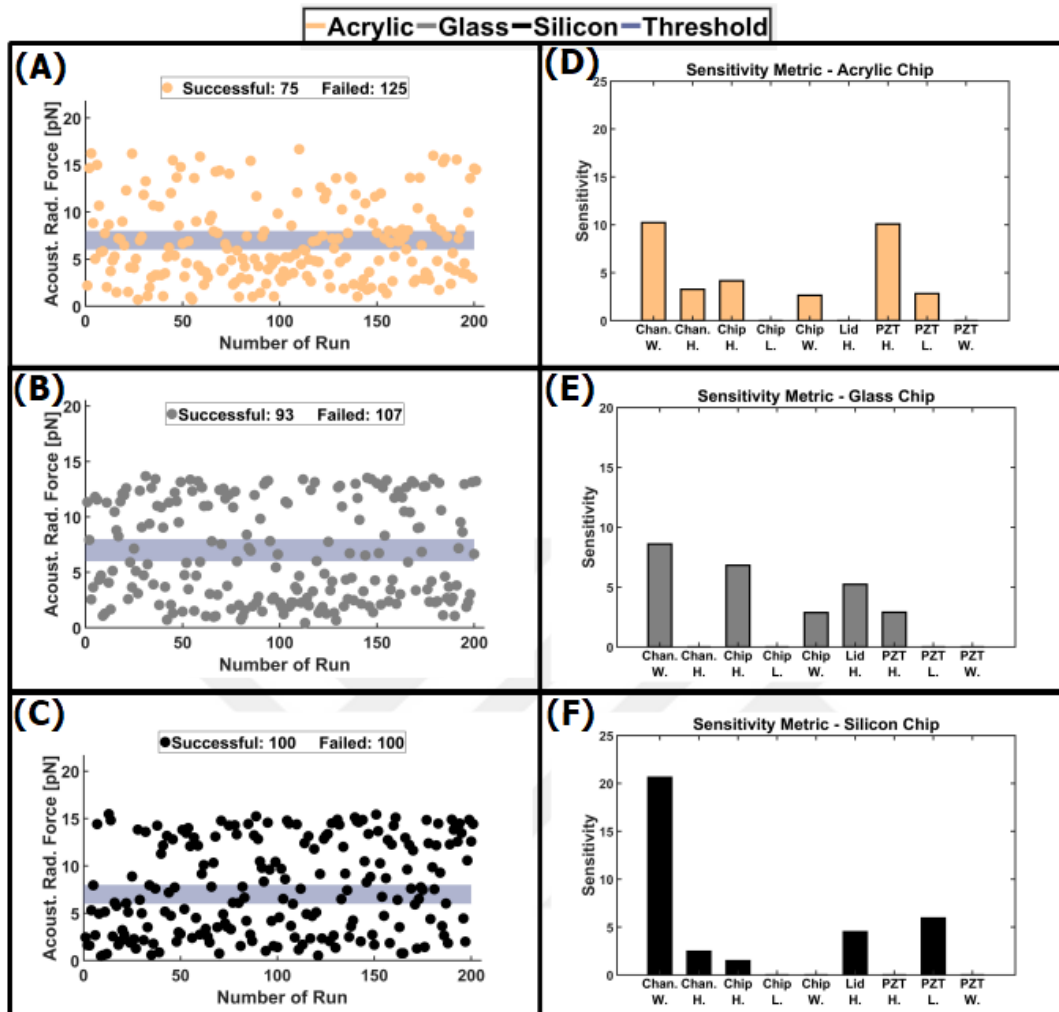 Acrylic Glass Silicon Threshold
(A)
Successful: 75 Failed: 125
Acoust. Rad. Force [pN]
20
15
10
5
0
0 50 100 150 200
Number of Run
(D)
Sensitivity Metric - Acrylic Chip
Sensitivity
25
20
15
10
5
0
Chan. Chan. Chip Chip Chip Lid PZT PZT PZT
W. H. H. L. W. H. H. L. W.
(B)
Successful: 93 Failed: 107
Acoust. Rad. Force [pN]
20
15
10
5
0
0 50 100 150 200
Number of Run
(E)
Sensitivity Metric - Glass Chip
Sensitivity
20
15
10
5
0
Chan. Chan. Chip Chip Chip Lid PZT PZT PZT
W. H. H. L. W. H. H. L. W.
(C)
Successful: 100 Failed: 100
Acoust. Rad. Force [pN]
20
15
10
5
0
0 50 100 150 200
Number of Run
(F)
Sensitivity Metric - Silicon Chip
Sensitivity
25
20
15
10
5
0
Chan. Chan. Chip Chip Chip Lid PZT PZT PZT
W. H. H. L. W. H. H. L. W.